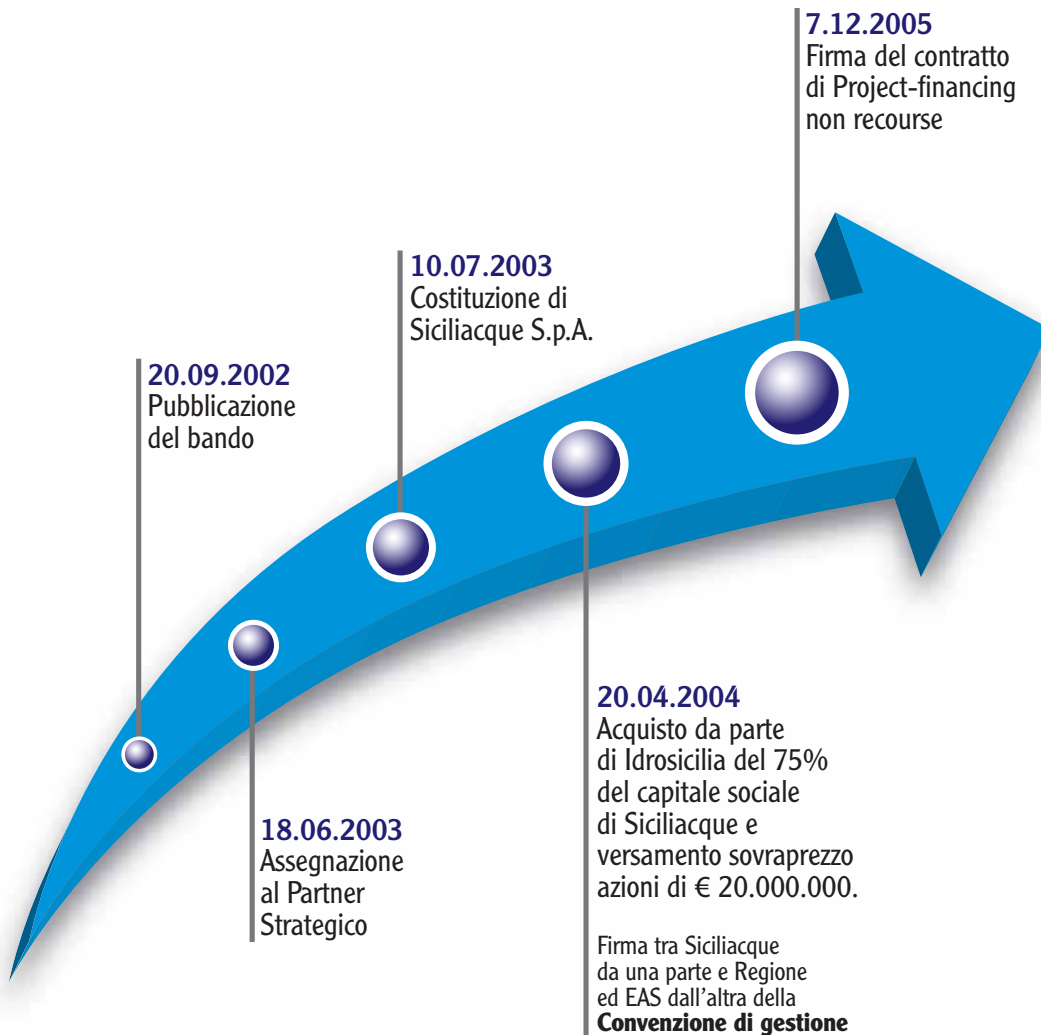 20.09.2002
Pubblicazione
del bando
18.06.2003
Assegnazione
al Partner
Strategico
10.07.2003
Costituzione di
Siciliacque S.p.A.
20.04.2004
Acquisto da parte
di Idrosicilia del 75%
del capitale sociale
di Siciliacque e
versamento sovraprezzo
azioni di € 20.000.000.
Firma tra Siciliacque
da una parte e Regione
ed EAS dall'altra della
Convenzione di gestione
7.12.2005
Firma del contratto
di Project-financing
non recourse